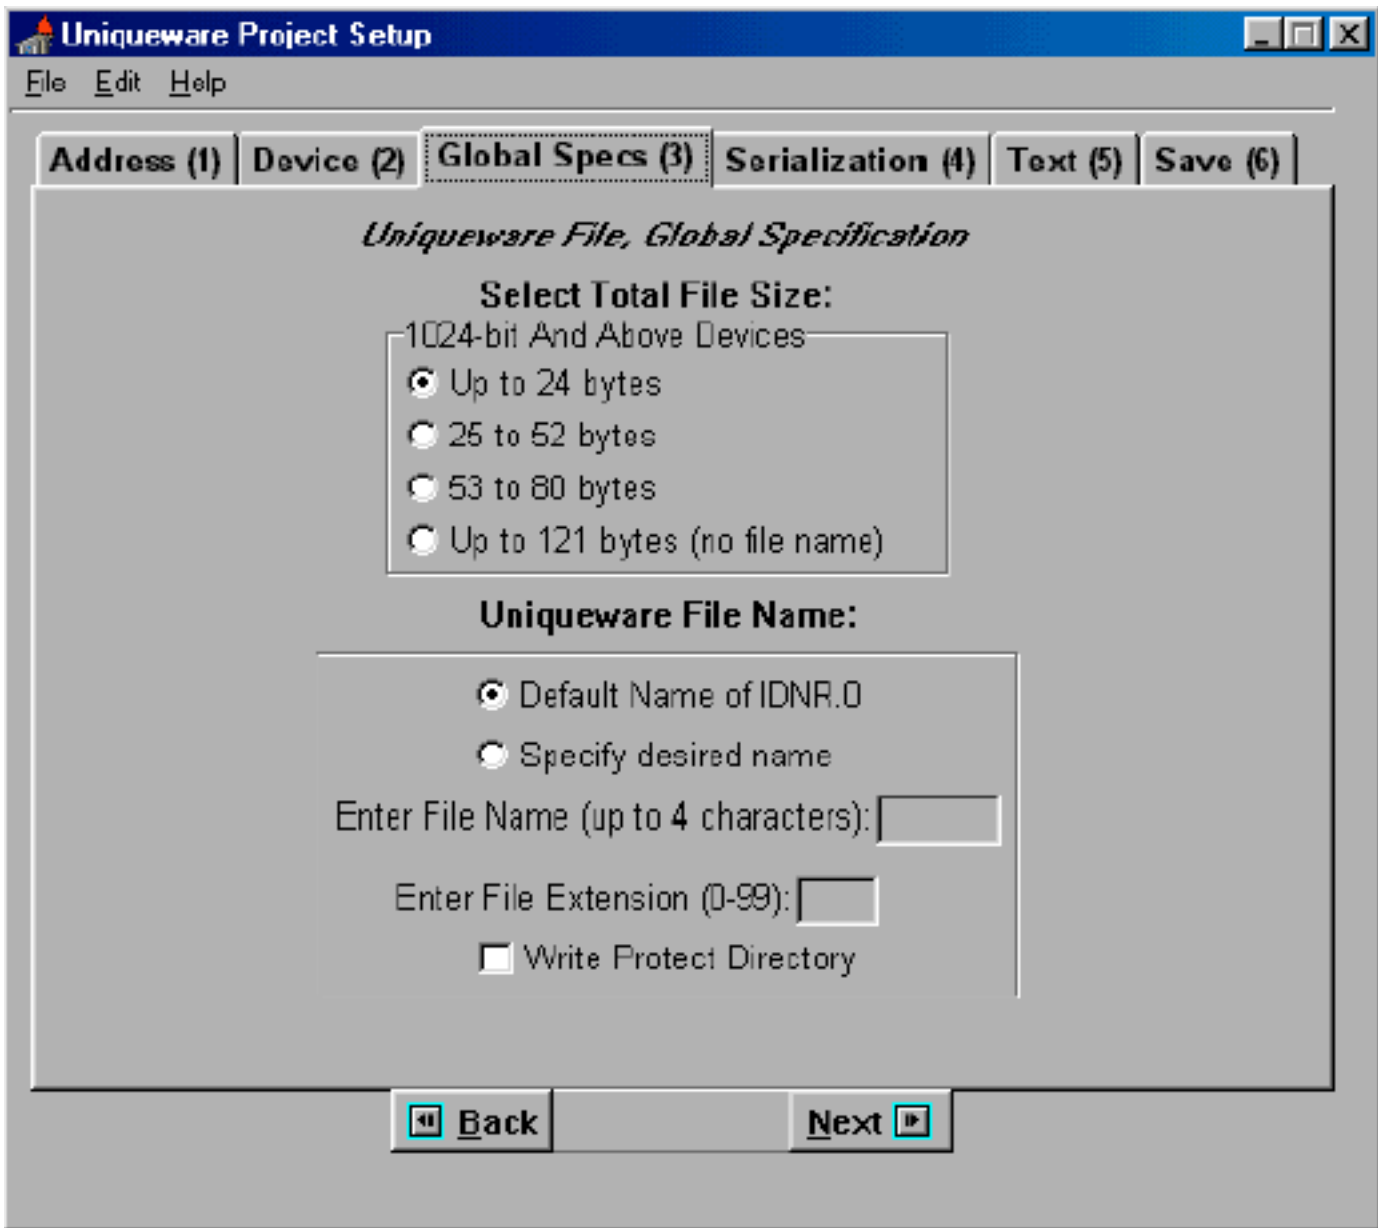 Uniqueware Project Setup
File Edit Help
Address (1) Device (2) Global Specs (3) Serialization (4) Text (5) Save (6)
Uniqueware File, Global Specification
Select Total File Size:
1024-bit And Above Devices
Up to 24 bytes
25 to 52 bytes
53 to 80 bytes
Up to 121 bytes (no file name)
Uniqueware File Name:
Default Name of IDNR.0
Specify desired name
Enter File Name (up to 4 characters):
Enter File Extension (0-99):
Write Protect Directory
Back Next